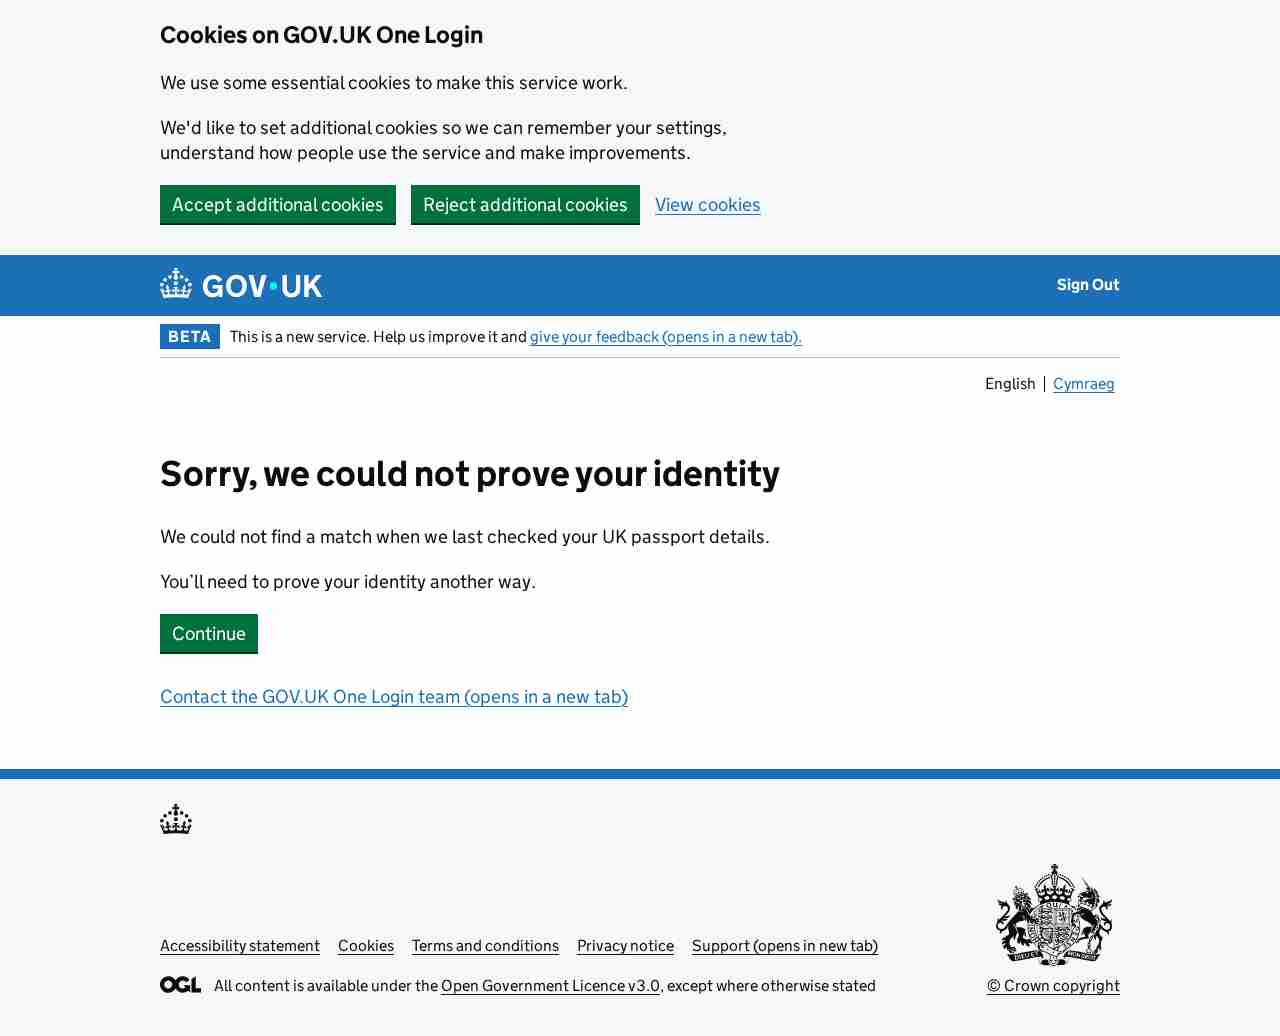 Cookies on GOV.UK One Login
We use some essential cookies to make this service work.
We'd like to set additional cookies so we can remember your settings,
understand how people use the service and make improvements.
Accept additional cookies Reject additional cookies View cookies
GOV·UK Sign Out
BETA This is a new service. Help us improve it and give your feedback (opens in a new tab).
English Cymraeg
Sorry, we could not prove your identity
We could not find a match when we last checked your UK passport details.
You’ll need to prove your identity another way.
Continue
Contact the GOV.UK One Login team (opens in a new tab)
Accessibility statement Cookies Terms and conditions Privacy notice Support (opens in new tab)
OGL All content is available under the Open Government Licence v3.0, except where otherwise stated © Crown copyright